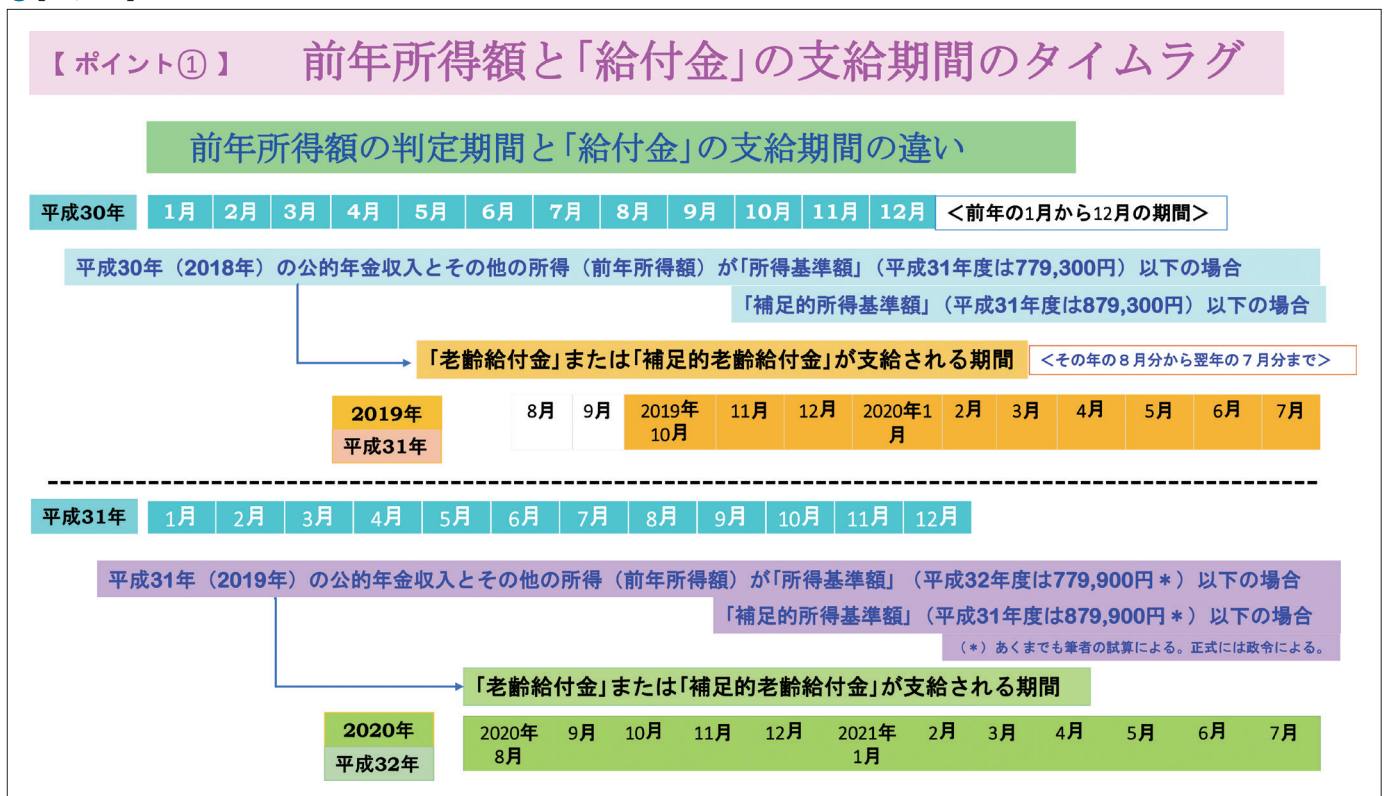 【 ポイント① 】 前年所得額と「給付金」の支給期間のタイムラグ
前年所得額の判定期間と「給付金」の支給期間の違い
平成30年 1月 2月 3月 4月 5月 6月 7月 8月 9月 10月 11月 12月 <前年の1月から12月の期間>
平成30年（2018年）の公的年金収入とその他の所得（前年所得額）が「所得基準額」（平成31年度は779,300円）以下の場合
「補足的所得基準額」（平成31年度は879,300円）以下の場合
「老齢給付金」または「補足的老齢給付金」が支給される期間 <その年の８月分から翌年の７月分まで>
2019年
平成31年
8月 9月 2019年10月 11月 12月 2020年1月 2月 3月 4月 5月 6月 7月
平成31年 1月 2月 3月 4月 5月 6月 7月 8月 9月 10月 11月 12月
平成31年（2019年）の公的年金収入とその他の所得（前年所得額）が「所得基準額」（平成32年度は779,900円＊）以下の場合
「補足的所得基準額」（平成31年度は879,900円＊）以下の場合
（＊）あくまでも筆者の試算による。正式には政令による。
「老齢給付金」または「補足的老齢給付金」が支給される期間
2020年
平成32年
2020年8月 9月 10月 11月 12月 2021年1月 2月 3月 4月 5月 6月 7月